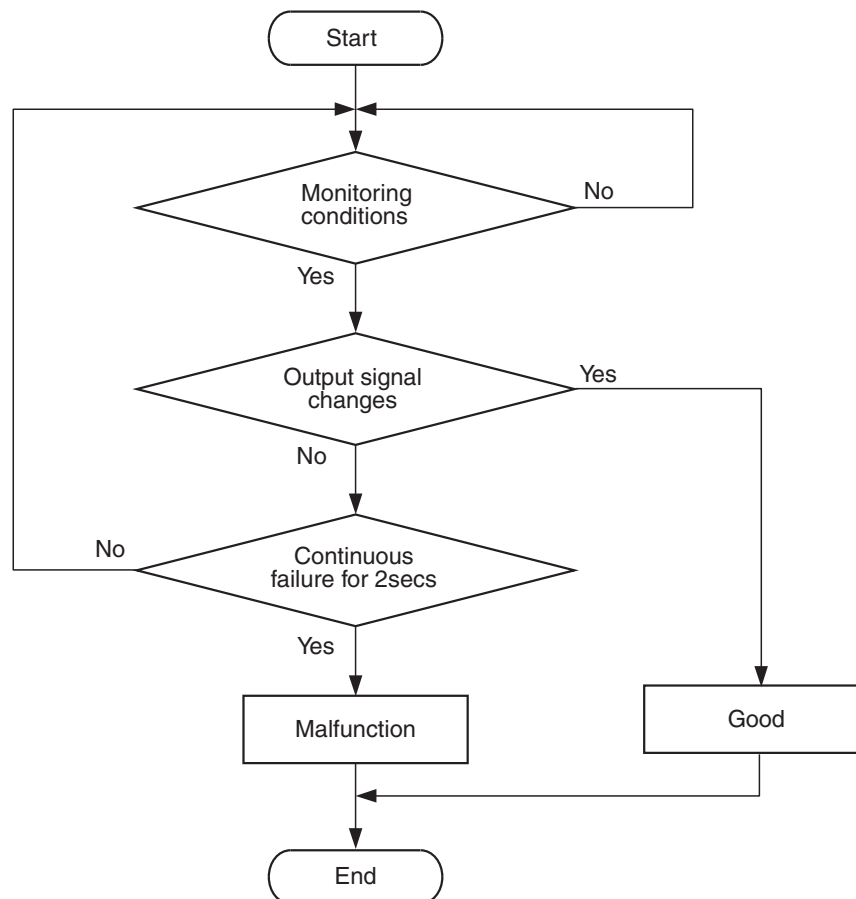 Start
Monitoring
conditions
No
Yes
Output signal
changes
Yes
No
Continuous
failure for 2secs
No
Yes
Malfunction
Good
End